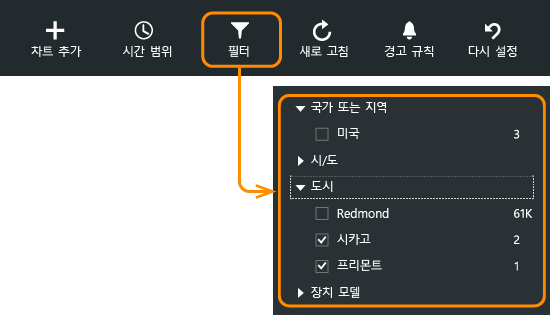 차트 추가 시간 범위 필터 새로 고침 경고 규칙 다시 설정
국가 또는 지역
미국 3
시/도
도시
Redmond 61K
시카고 2
프리몬트 1
장치 모델